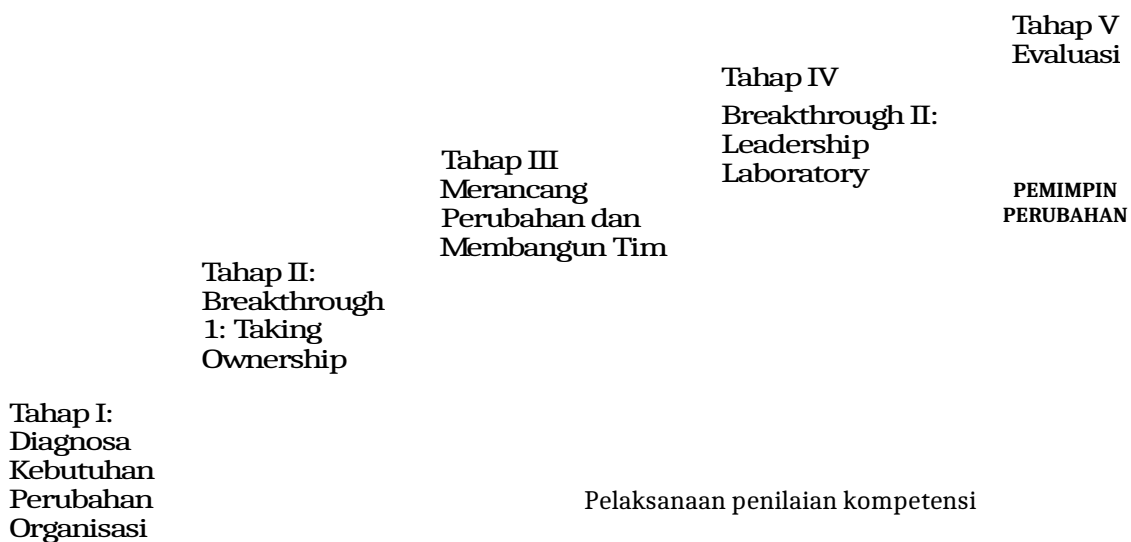 Tahap I:
Diagnosa
Kebutuhan
Perubahan
Organisasi
Tahap II:
Breakthrough
1: Taking
Ownership
Tahap III
Merancang
Perubahan dan
Membangun Tim
Tahap IV
Breakthrough II:
Leadership
Laboratory
Tahap V
Evaluasi
PEMIMPIN
PERUBAHAN
Pelaksanaan penilaian kompetensi